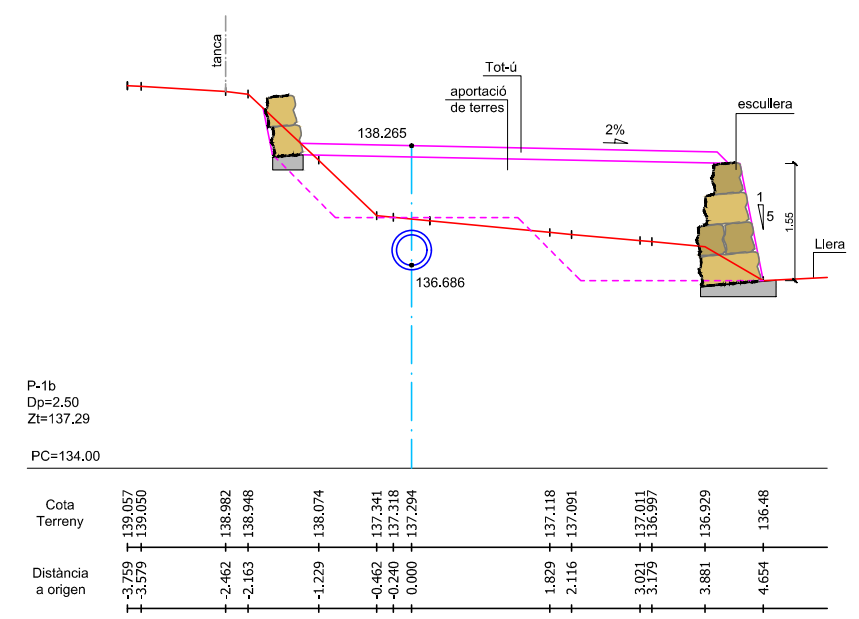 tanca
Tot-ú
aportació
de terres
138.265
2%
escullera
1
5
1.55
Llera
136.686
P-1b
Dp=2.50
Zt=137.29
PC=134.00
Cota
Terreny
139.057
139.050
138.982
138.948
138.074
137.341
137.318
137.294
137.118
137.091
137.011
136.997
136.929
136.48
Distància
a origen
-3.759
-3.579
-2.462
-2.163
-1.229
-0.462
-0.240
0.000
1.829
2.116
3.021
3.179
3.881
4.654